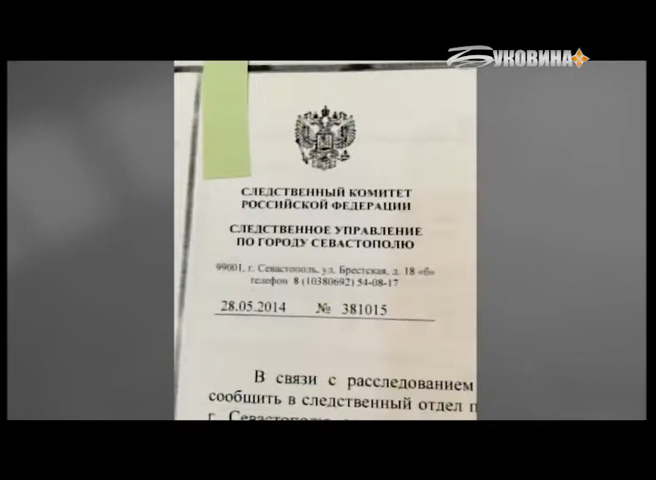 БУКОВИНА
СЛЕДСТВЕННЫЙ КОМИТЕТ
РОССИЙСКОЙ ФЕДЕРАЦИИ
СЛЕДСТВЕННОЕ УПРАВЛЕНИЕ
ПО ГОРОДУ СЕВАСТОПОЛЮ
99001, г. Севастополь, ул. Брестская, д. 18 «б»
телефон 8 (10380692) 54-08-17
28.05.2014 № 381015
В связи с расследованием
сообщить в следственный отдел п
г. Севастополю